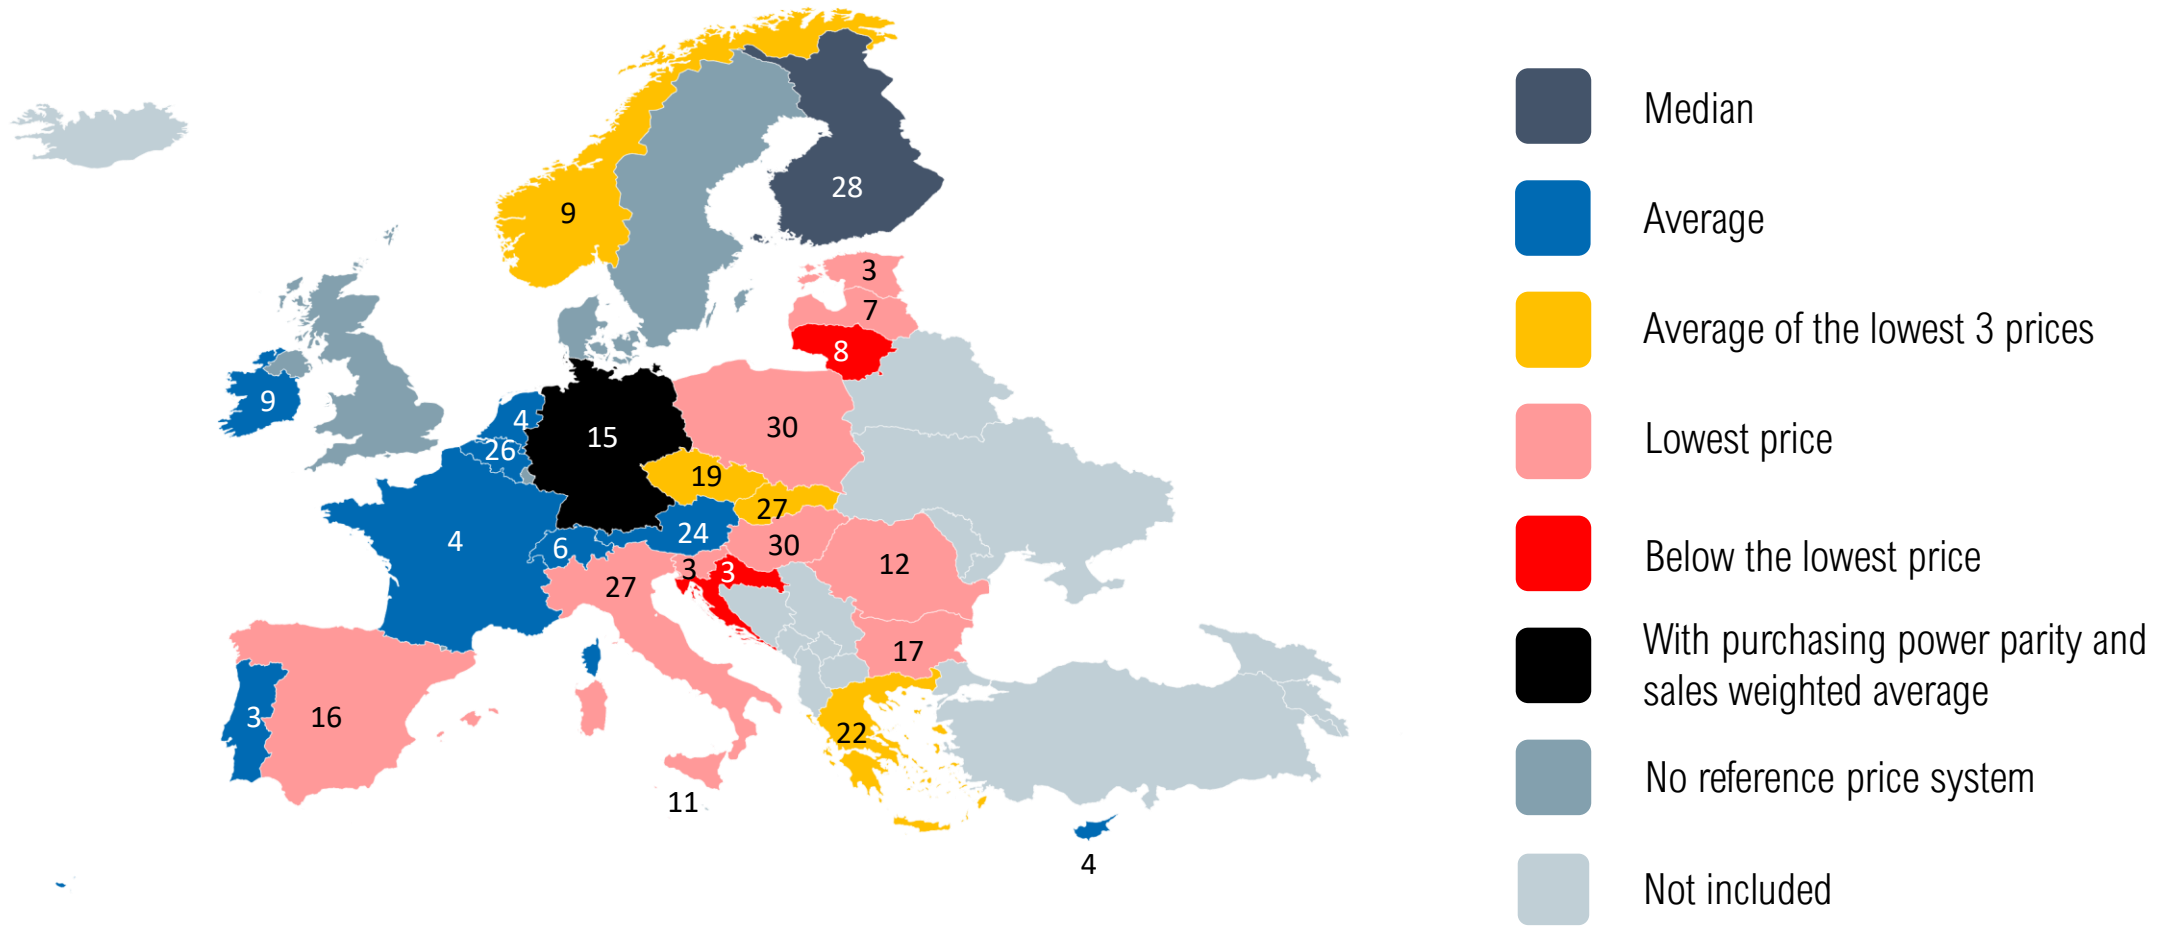 28
9
3
7
8
9
4
26
15
30
19
27
24
6
4
30
3
3
27
12
17
16
3
22
11
4
Median
Average
Average of the lowest 3 prices
Lowest price
Below the lowest price
With purchasing power parity and
sales weighted average
No reference price system
Not included